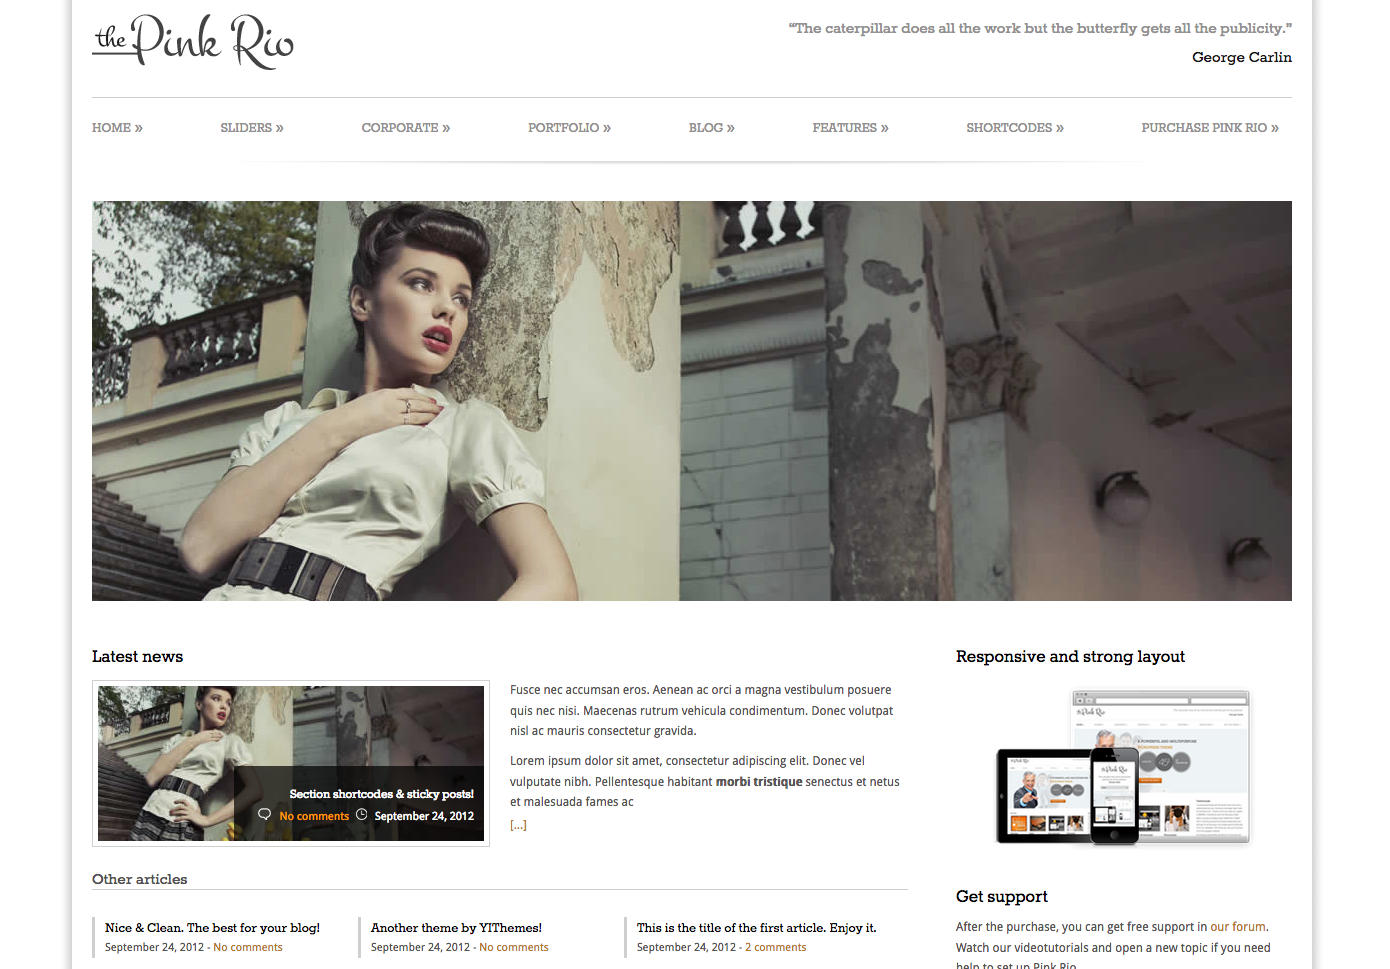 the Pink Rio
“The caterpillar does all the work but the butterfly gets all the publicity.”
George Carlin
HOME »
SLIDERS »
CORPORATE »
PORTFOLIO »
BLOG »
FEATURES »
SHORTCODES »
PURCHASE PINK RIO »
Latest news
Section shortcodes & sticky posts!
No comments September 24, 2012
Fusce nec accumsan eros. Aenean ac orci a magna vestibulum posuere
quis nec nisi. Maecenas rutrum vehicula condimentum. Donec volutpat
nisl ac mauris consectetur gravida.
Lorem ipsum dolor sit amet, consectetur adipiscing elit. Donec vel
vulputate nibh. Pellentesque habitant morbi tristique senectus et netus
et malesuada fames ac
[...]
Other articles
Nice & Clean. The best for your blog!
September 24, 2012 - No comments
Another theme by YIThemes!
September 24, 2012 - No comments
This is the title of the first article. Enjoy it.
September 24, 2012 - 2 comments
Responsive and strong layout
the Pink Rio
A POWERFUL AND MULTIPURPOSE
Get support
After the purchase, you can get free support in our forum.
Watch our videotutorials and open a new topic if you need
help to set up Pink Rio.